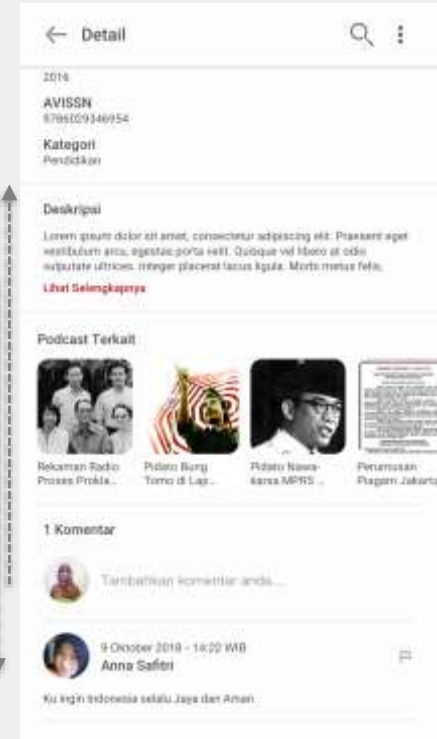 Detail
2016
AVISSN
9786029346954
Kategori
Pendidikan
Deskripsi
Lorem ipsum dolor sit amet, consectetur adipiscing elit. Praesent eget
vestibulum arcu, egestas porta velit. Quisque vel libero at odio
vulputate ultrices. Integer placerat lacus ligula. Morbi metus felis,
Lihat Selengkapnya
Podcast Terkait
Rekaman Radio
Proses Prokla...
Pidato Bung
Tomo di Lap...
Pidato Nawa-
karsa MPRS ...
Perumusan
Piagam Jakarta
1 Komentar
Tambahkan komentar anda...
9 Oktober 2018 - 14:22 WIB
Anna Safitri
Ku ingin Indonesia selalu Jaya dan Aman